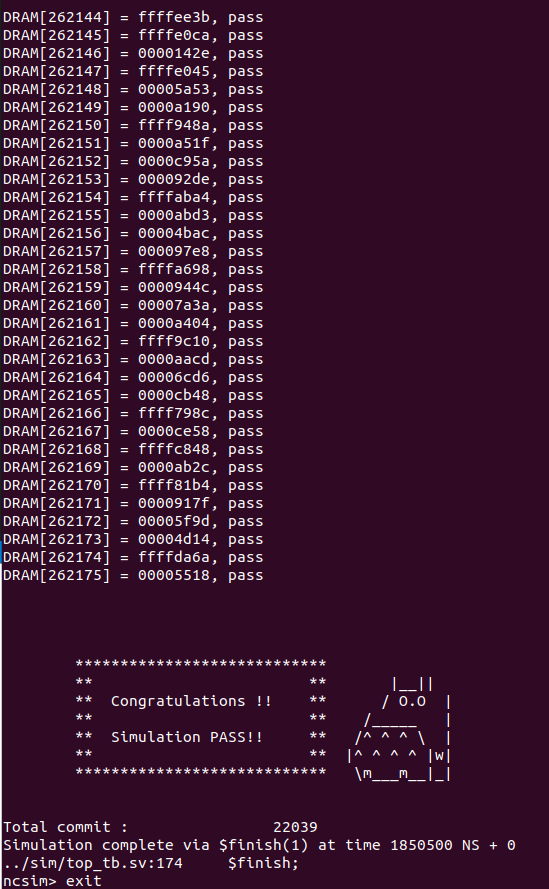 DRAM[262144] = ffffee3b, pass
DRAM[262145] = ffffe0ca, pass
DRAM[262146] = 0000142e, pass
DRAM[262147] = ffffe045, pass
DRAM[262148] = 00005a53, pass
DRAM[262149] = 0000a190, pass
DRAM[262150] = ffff948a, pass
DRAM[262151] = 0000a51f, pass
DRAM[262152] = 0000c95a, pass
DRAM[262153] = 000092de, pass
DRAM[262154] = ffffaba4, pass
DRAM[262155] = 0000abd3, pass
DRAM[262156] = 00004bac, pass
DRAM[262157] = 000097e8, pass
DRAM[262158] = ffffa698, pass
DRAM[262159] = 0000944c, pass
DRAM[262160] = 00007a3a, pass
DRAM[262161] = 0000a404, pass
DRAM[262162] = ffff9c10, pass
DRAM[262163] = 0000aacd, pass
DRAM[262164] = 00006cd6, pass
DRAM[262165] = 0000cb48, pass
DRAM[262166] = ffff798c, pass
DRAM[262167] = 0000ce58, pass
DRAM[262168] = ffffc848, pass
DRAM[262169] = 0000ab2c, pass
DRAM[262170] = ffff81b4, pass
DRAM[262171] = 0000917f, pass
DRAM[262172] = 00005f9d, pass
DRAM[262173] = 00004d14, pass
DRAM[262174] = ffffda6a, pass
DRAM[262175] = 00005518, pass
        ****************************
        **                        **       |__||
        **  Congratulations !!    **      / O.O  |
        **                        **    /_____   |
        **  Simulation PASS!!     **   /^ ^ ^ \  |
        **                        **  |^ ^ ^ ^ |w|
        ****************************   \m___m__|_|
Total commit :                22039
Simulation complete via $finish(1) at time 1850500 NS + 0
../sim/top_tb.sv:174     $finish;
ncsim> exit